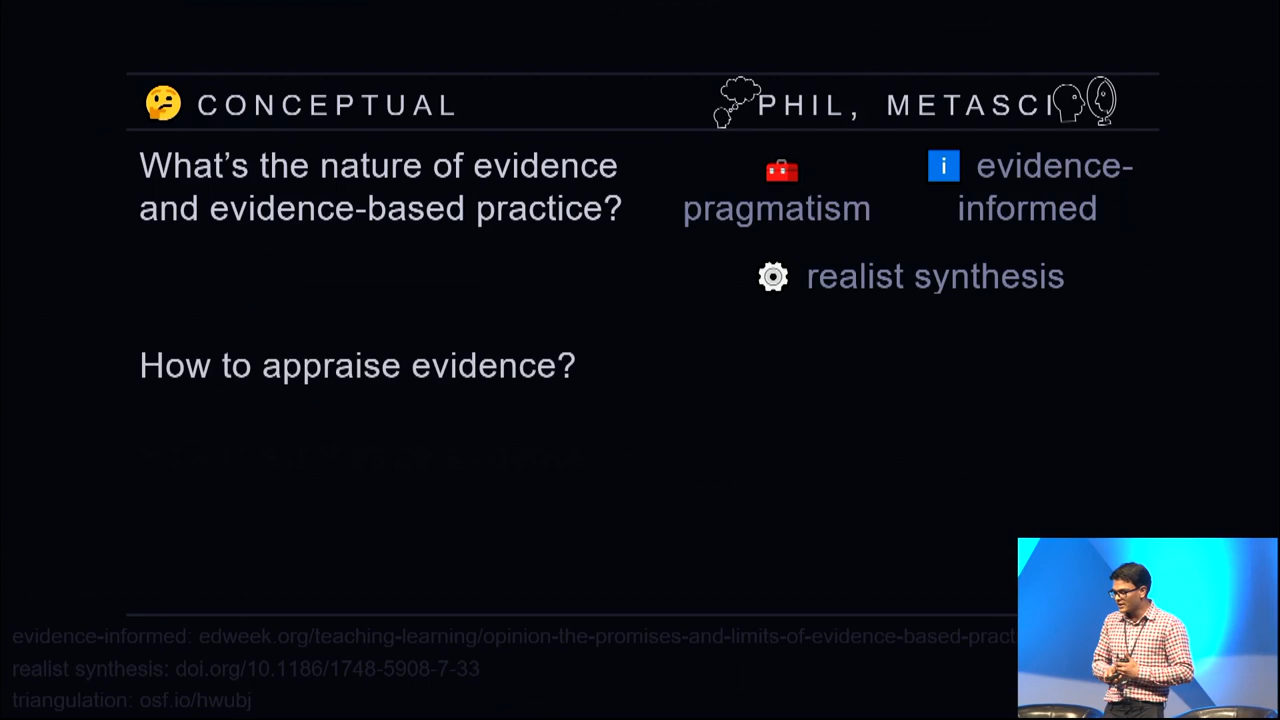 CONCEPTUAL
PHIL, METASCI
What's the nature of evidence
and evidence-based practice?
pragmatism
evidence-
informed
realist synthesis
How to appraise evidence?
evidence-informed: edweek.org/teaching-learning/opinion-the-promises-and-limits-of-evidence-based-pract
realist synthesis: doi.org/10.1186/1748-5908-7-33
triangulation: osf.io/hwubj